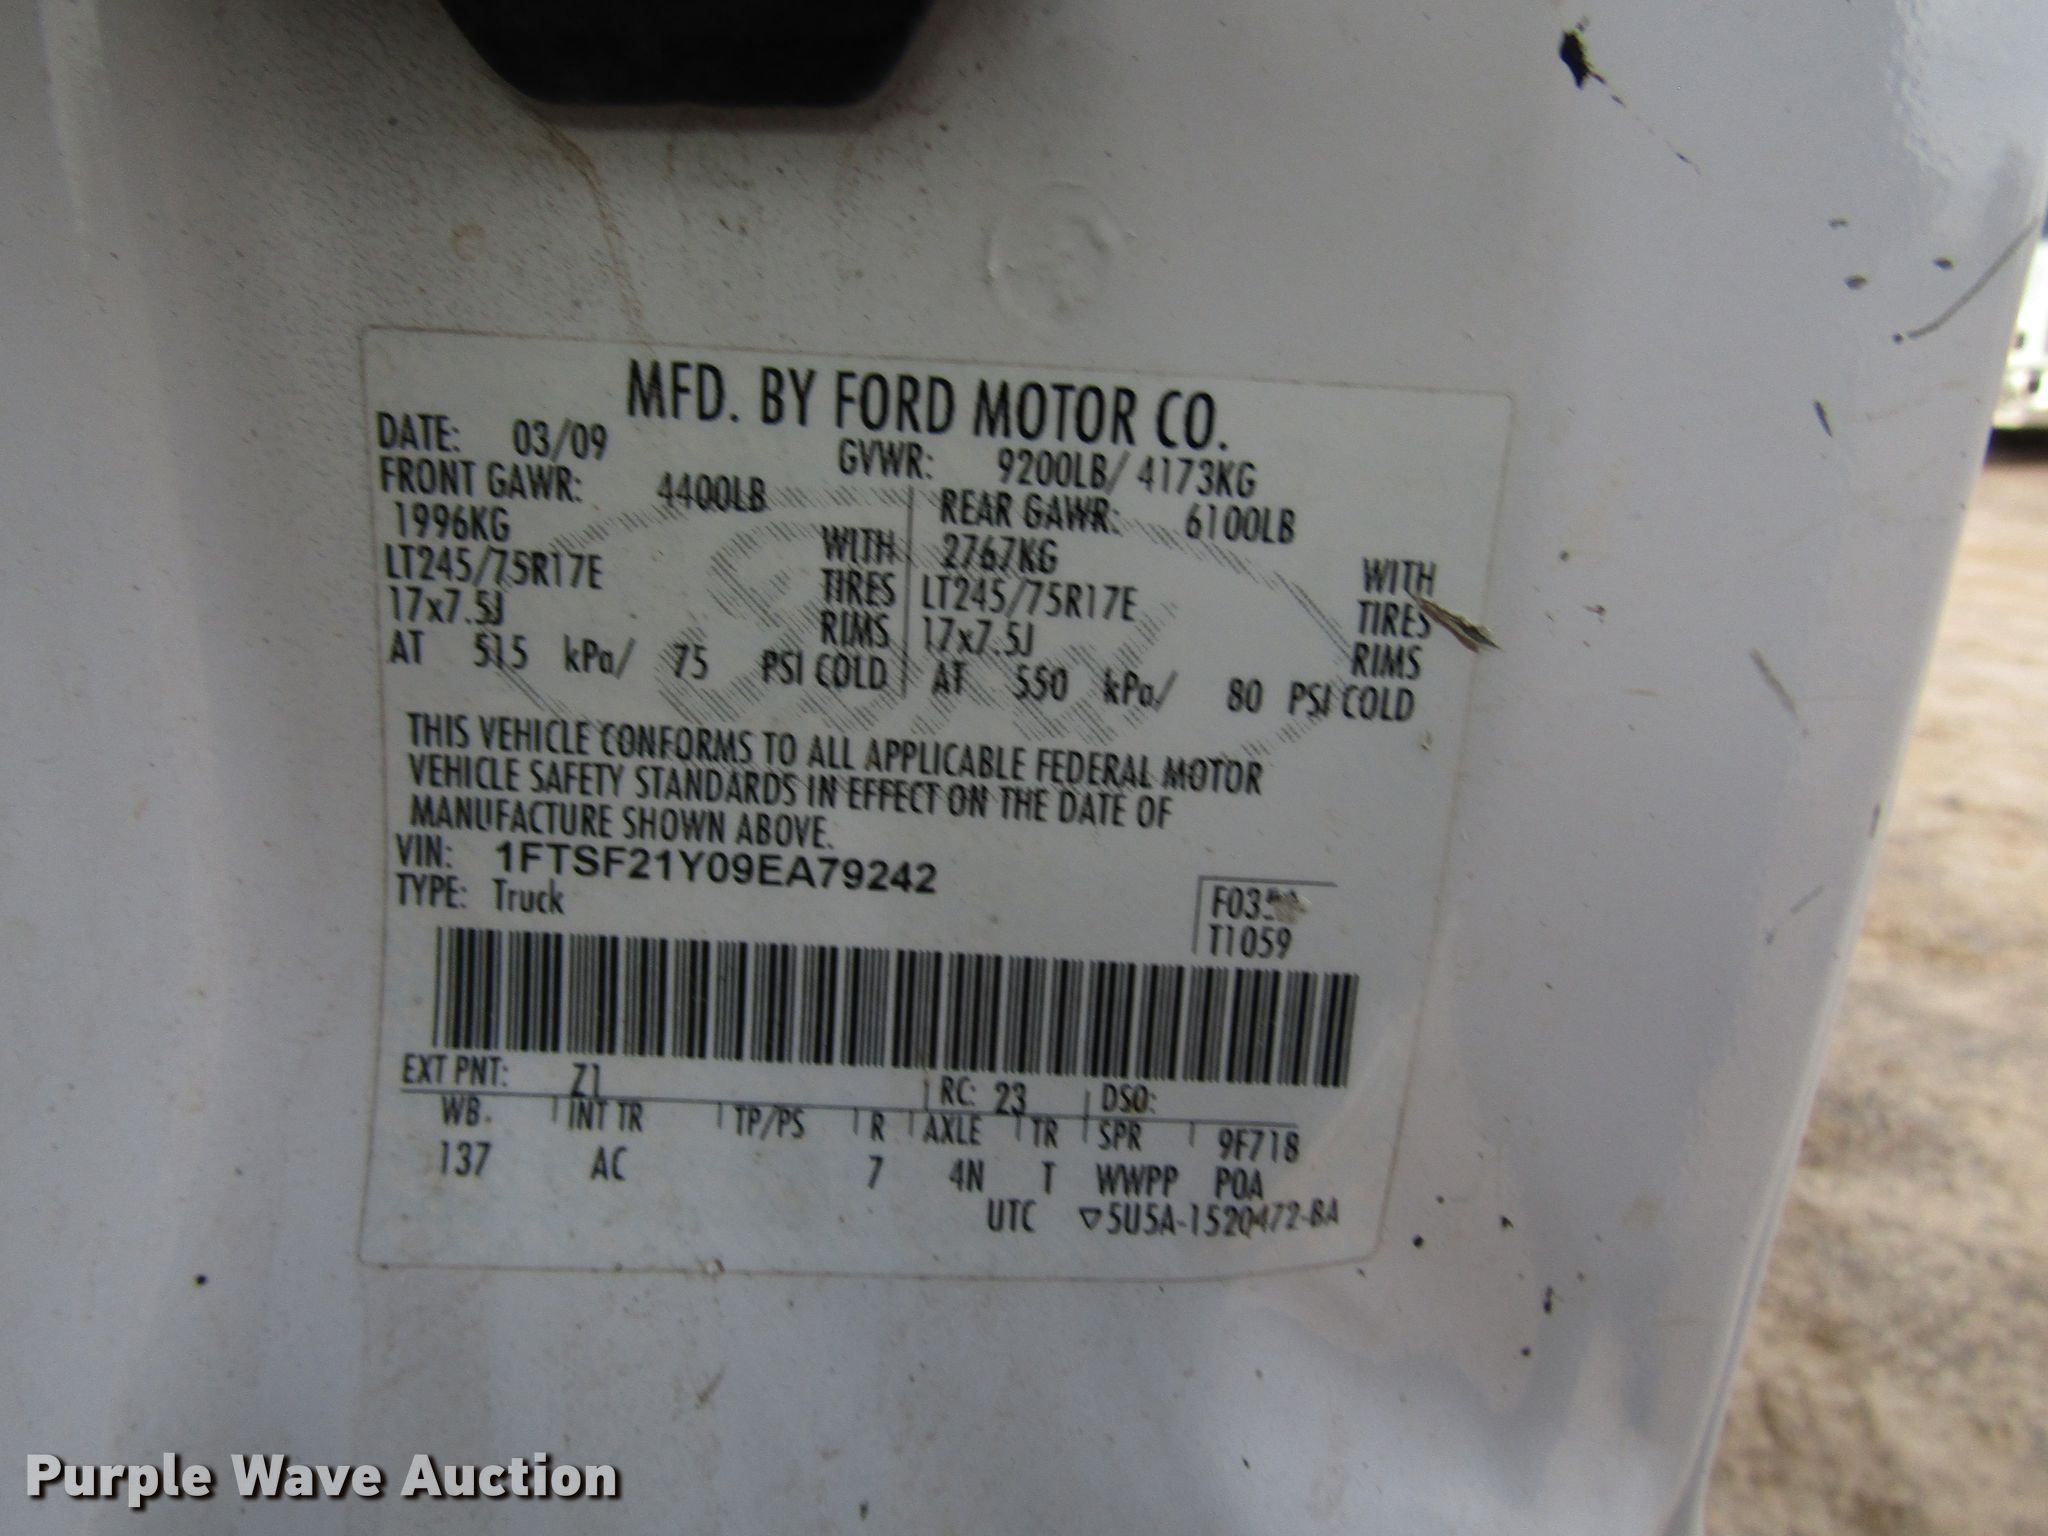 MFD. BY FORD MOTOR CO.
DATE: 03/09 GVWR: 9200LB/ 4173KG
FRONT GAWR: 4400LB REAR GAWR: 6100LB
1996KG WITH 2767KG WITH
LT245/75R17E TIRES LT245/75R17E TIRES
17x7.5J RIMS 17x7.5J RIMS
AT 515 kPa/ 75 PSI COLD AT 550 kPa/ 80 PSI COLD
THIS VEHICLE CONFORMS TO ALL APPLICABLE FEDERAL MOTOR
VEHICLE SAFETY STANDARDS IN EFFECT ON THE DATE OF
MANUFACTURE SHOWN ABOVE.
VIN: 1FTSF21Y09EA79242
TYPE: Truck
T1059
EXT PNT: Z1 RC: 23 DSO:
WB INT TR TP/PS R AXLE TR SPR 9F718
137 AC 7 4N T WWPP POA
UTC ▽5U5A-1520472-BA
Purple Wave Auction